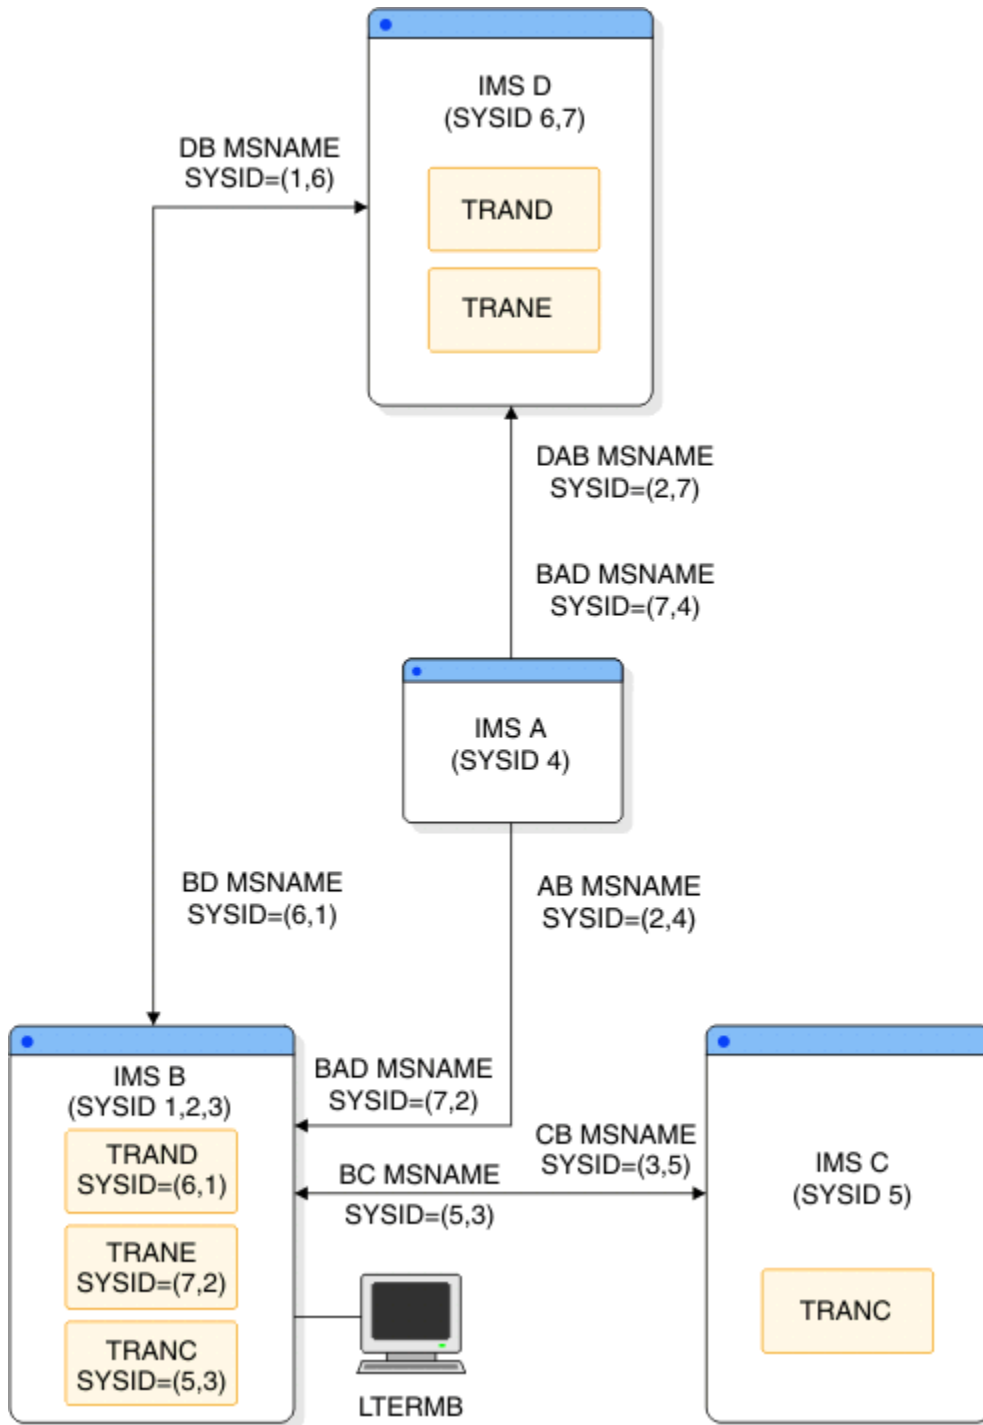 IMS D
(SYSID 6,7)
DB MSNAME
SYSID=(1,6)
TRAND
TRANE
DAB MSNAME
SYSID=(2,7)
BAD MSNAME
SYSID=(7,4)
IMS A
(SYSID 4)
BD MSNAME
SYSID=(6,1)
AB MSNAME
SYSID=(2,4)
IMS B
(SYSID 1,2,3)
TRAND
SYSID=(6,1)
TRANE
SYSID=(7,2)
TRANC
SYSID=(5,3)
BAD MSNAME
SYSID=(7,2)
CB MSNAME
SYSID=(3,5)
BC MSNAME
SYSID=(5,3)
IMS C
(SYSID 5)
TRANC
LTERMB